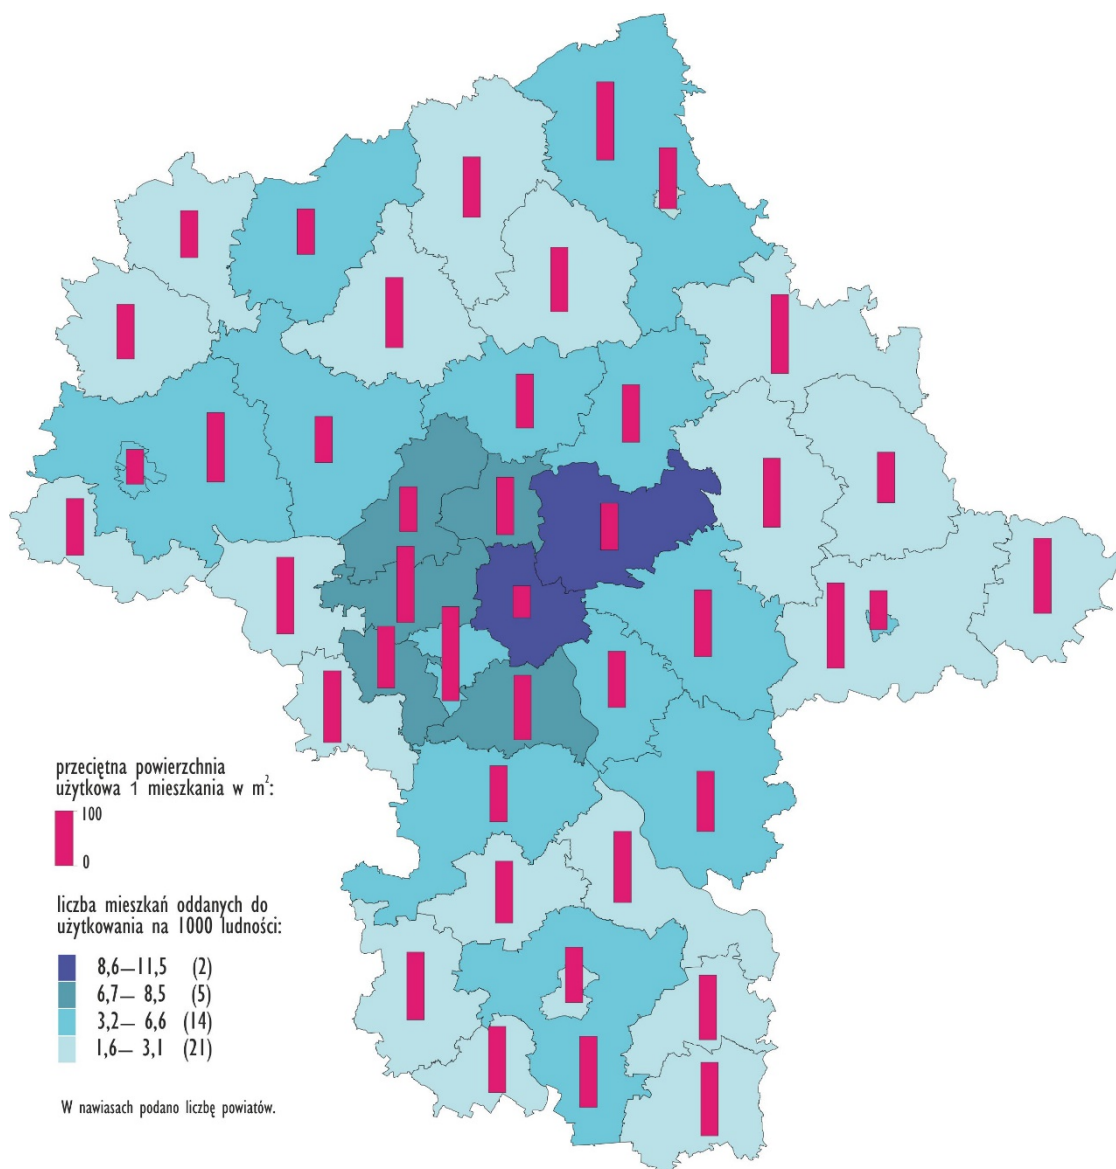 przeciętna powierzchnia
użytkowa 1 mieszkania w m²:
100
0
liczba mieszkań oddanych do
użytkowania na 1000 ludności:
8,6—11,5 (2)
6,7— 8,5 (5)
3,2— 6,6 (14)
1,6— 3,1 (21)
W nawiasach podano liczbę powiatów.